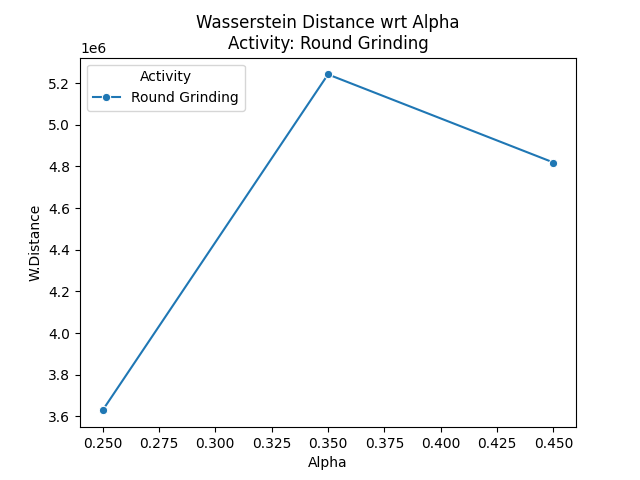 Wasserstein Distance wrt Alpha
Activity: Round Grinding
1e6
Activity
Round Grinding
5.2
5.0
4.8
4.6
4.4
4.2
4.0
3.8
3.6
W.Distance
0.250 0.275 0.300 0.325 0.350 0.375 0.400 0.425 0.450
Alpha